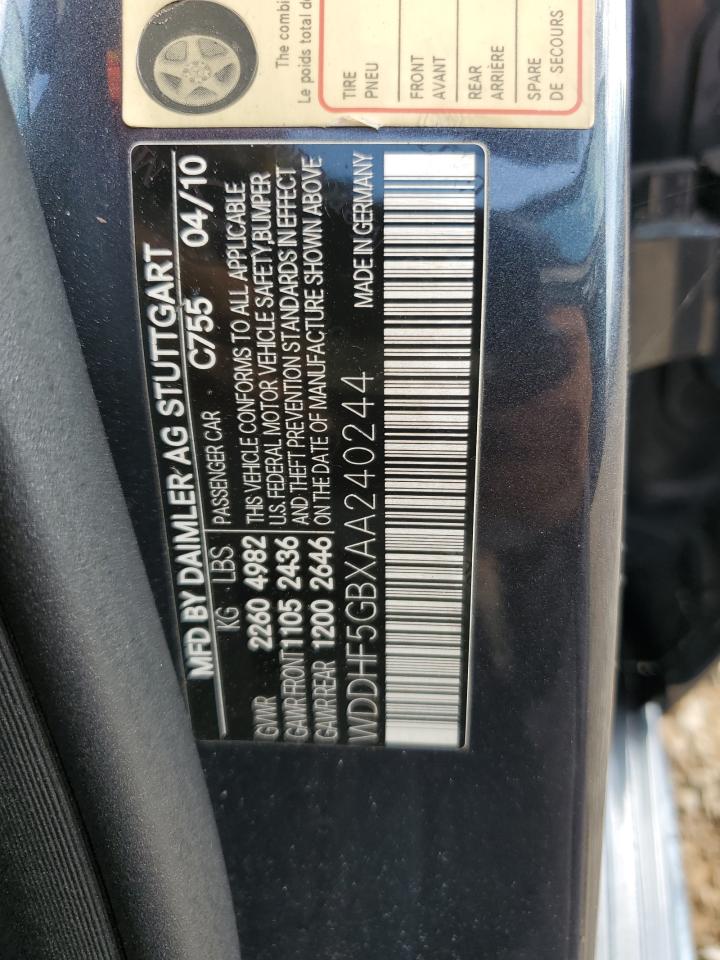 The combi
Le poids total de
TIRE
PNEU
FRONT
AVANT
REAR
ARRIÈRE
SPARE
DE SECOURS
MFD BY DAIMLER AG STUTTGART
KG LBS C755 04/10
PASSENGER CAR
GVWR 2260 4982
GAWR FRONT 1105 2436
GAWR REAR 1200 2646
THIS VEHICLE CONFORMS TO ALL APPLICABLE
U.S. FEDERAL MOTOR VEHICLE SAFETY,BUMPER
AND THEFT PREVENTION STANDARDS IN EFFECT
ON THE DATE OF MANUFACTURE SHOWN ABOVE
WDDHF5GBXAA240244 MADE IN GERMANY